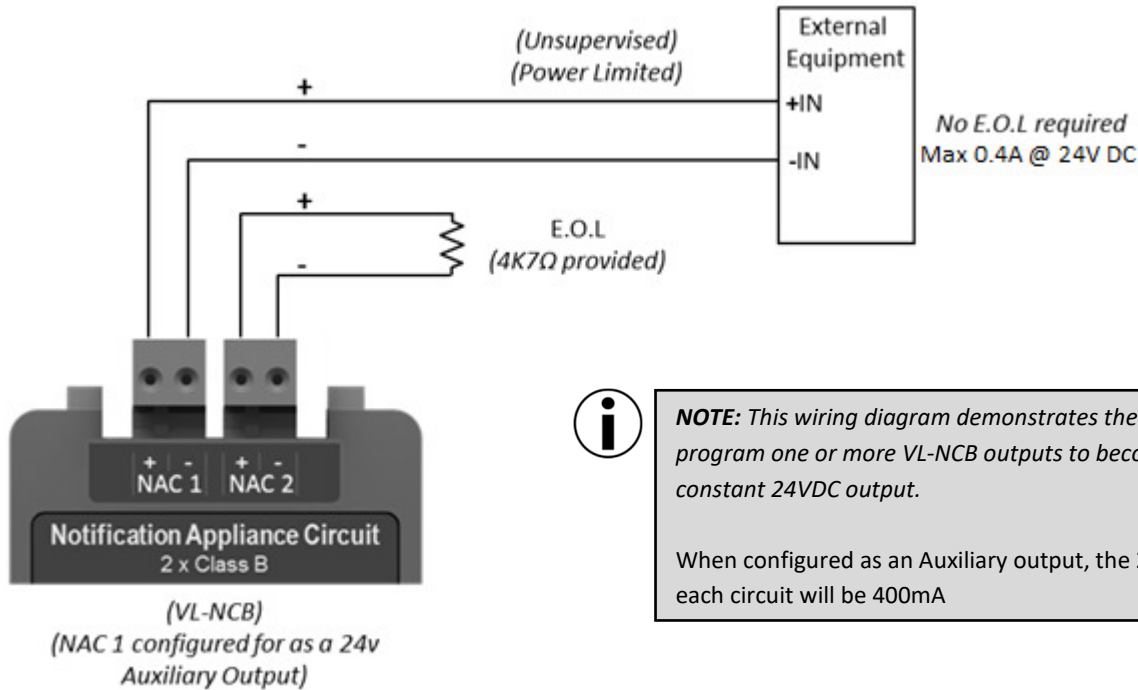 (Unsupervised)
(Power Limited)
External
Equipment
+
+IN
-
-IN
No E.O.L required
Max 0.4A @ 24V DC
+
-
E.O.L
(4K7Ω provided)
+ - + -
NAC 1 NAC 2
Notification Appliance Circuit
2 x Class B
(VL-NCB)
(NAC 1 configured for as a 24v
Auxiliary Output)
i
NOTE: This wiring diagram demonstrates the
program one or more VL-NCB outputs to beco
constant 24VDC output.
When configured as an Auxiliary output, the
each circuit will be 400mA